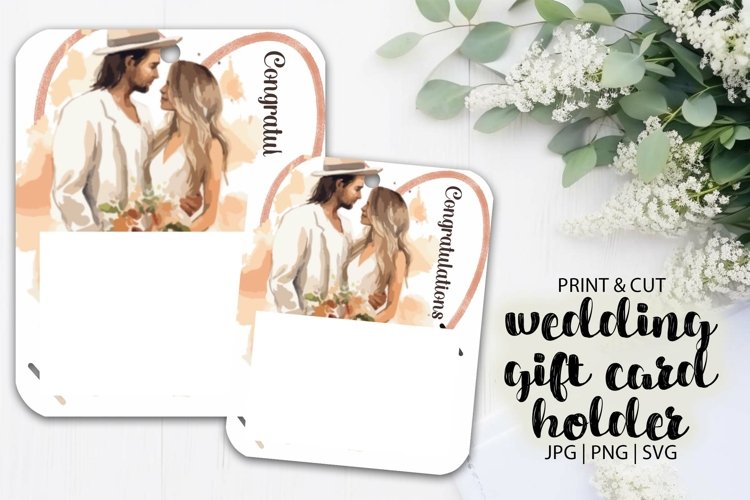 Congratul
Congratulations
PRINT & CUT
wedding
gift card
holder
JPG | PNG | SVG